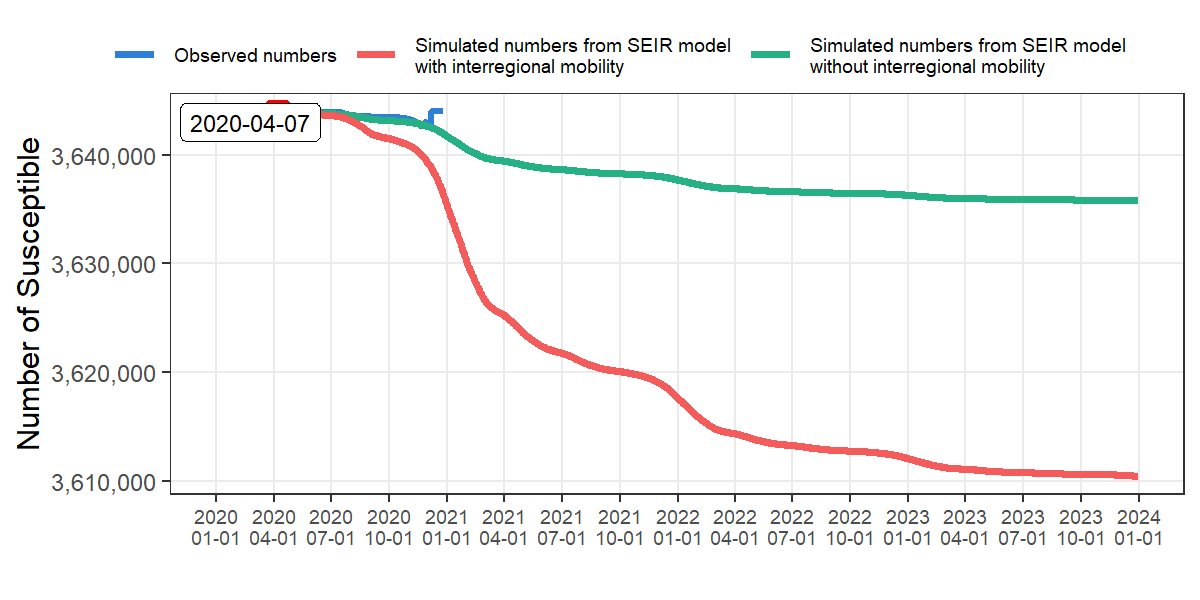 Observed numbers
Simulated numbers from SEIR model
with interregional mobility
Simulated numbers from SEIR model
without interregional mobility
Number of Susceptible
2020-04-07
3,640,000
3,630,000
3,620,000
3,610,000
2020 2020 2020 2020 2021 2021 2021 2021 2022 2022 2022 2022 2023 2023 2023 2023 2024
01-01 04-01 07-01 10-01 01-01 04-01 07-01 10-01 01-01 04-01 07-01 10-01 01-01 04-01 07-01 10-01 01-01